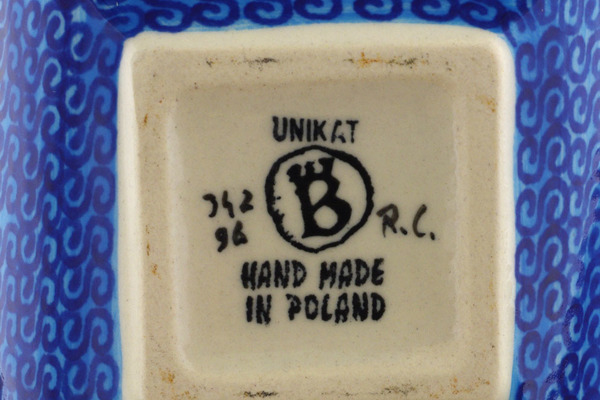 UNIKAT
B
342
96
R.C.
HAND MADE
IN POLAND